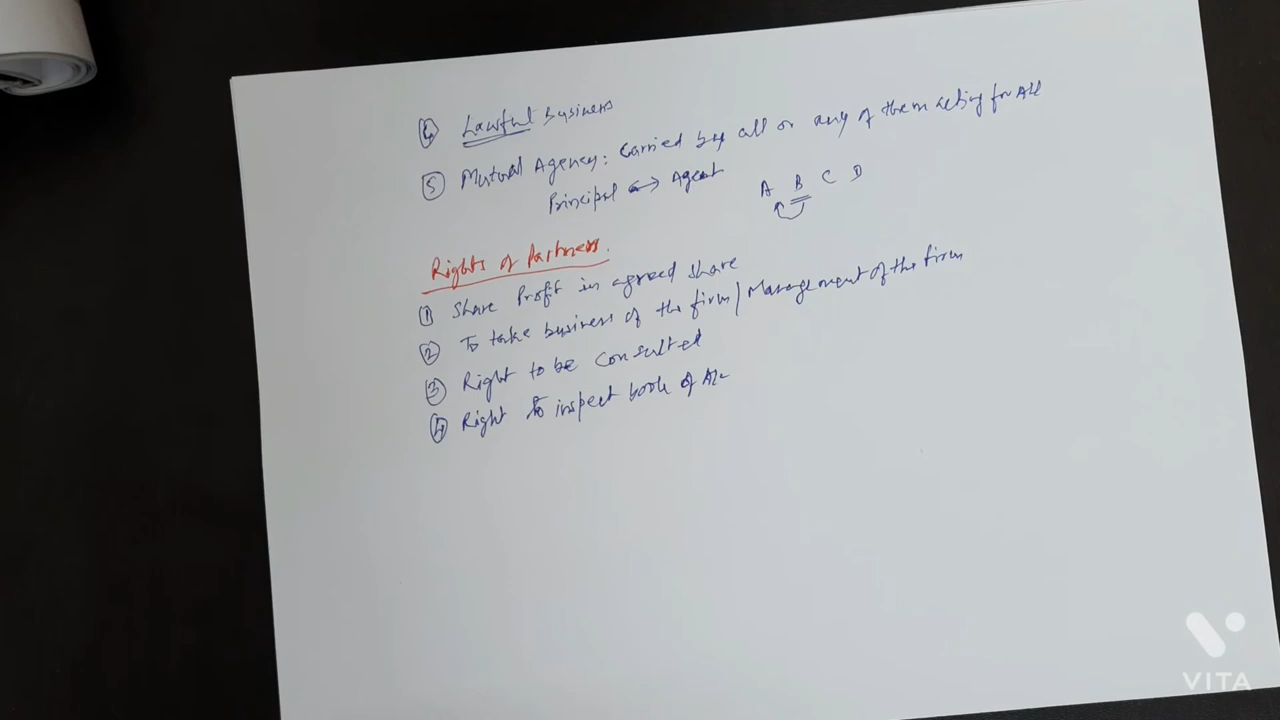 ④ Lawful Business
⑤ Mutual Agency: Carried by all or any of them acting for All
Principal ↔ Agent
A B C D
Rights of Partners.
① Share Profit in agreed share
② To take business of the firm/Management of the firm
③ Right to be consulted
④ Right to inspect book of A/c
VITA